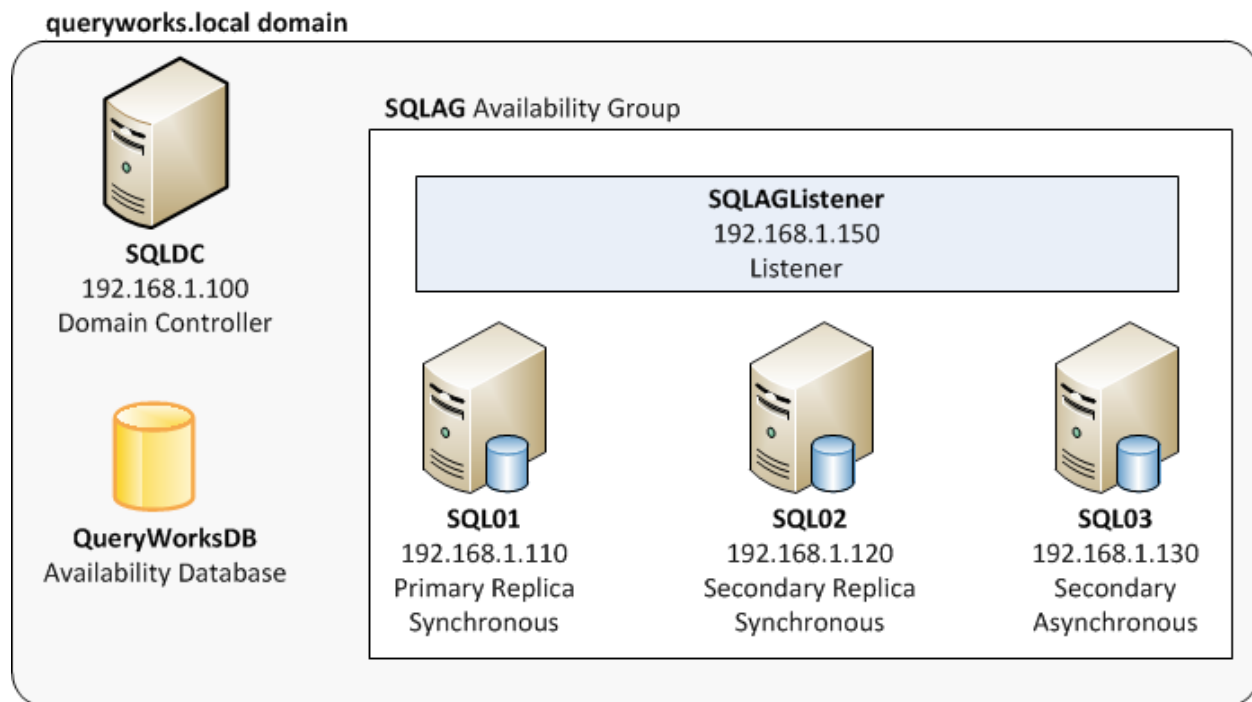 queryworks.local domain
SQLDC
192.168.1.100
Domain Controller
QueryWorksDB
Availability Database
SQLAG Availability Group
SQLAGListener
192.168.1.150
Listener
SQL01
192.168.1.110
Primary Replica
Synchronous
SQL02
192.168.1.120
Secondary Replica
Synchronous
SQL03
192.168.1.130
Secondary
Asynchronous